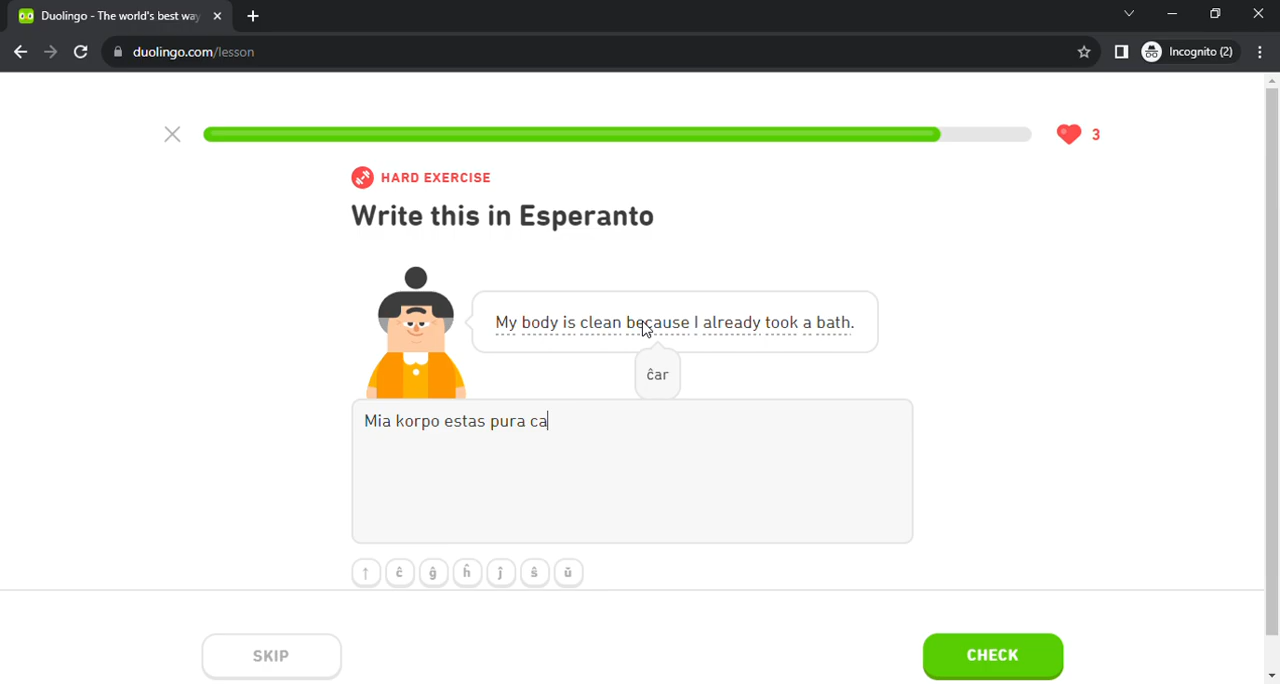 Duolingo - The world's best way
duolingo.com/lesson
Incognito (2)
3
HARD EXERCISE
Write this in Esperanto
My body is clean because I already took a bath.
ĉar
Mia korpo estas pura ca
↑ ĉ ĝ ĥ ĵ ŝ ŭ
SKIP
CHECK